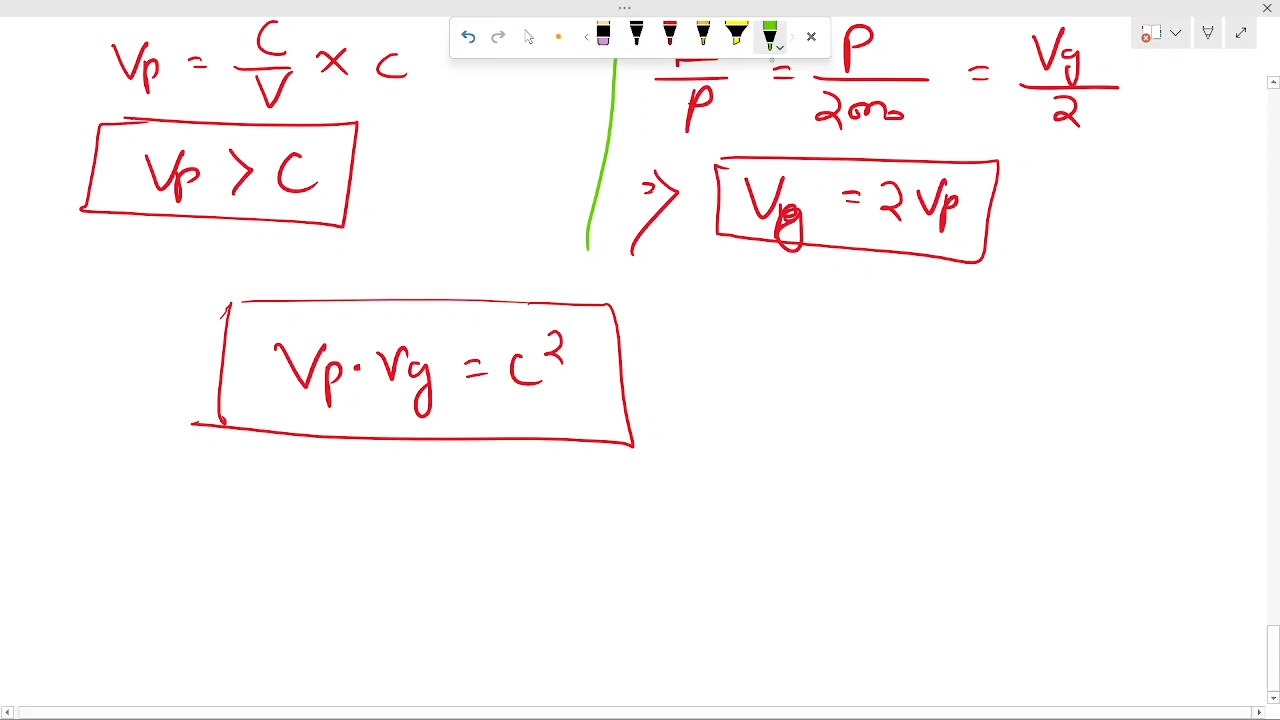 Vp = C/V × c
Vp > C
/P = P/2m₀ = Vg/2
=> Vg = 2Vp
Vp · Vg = c²